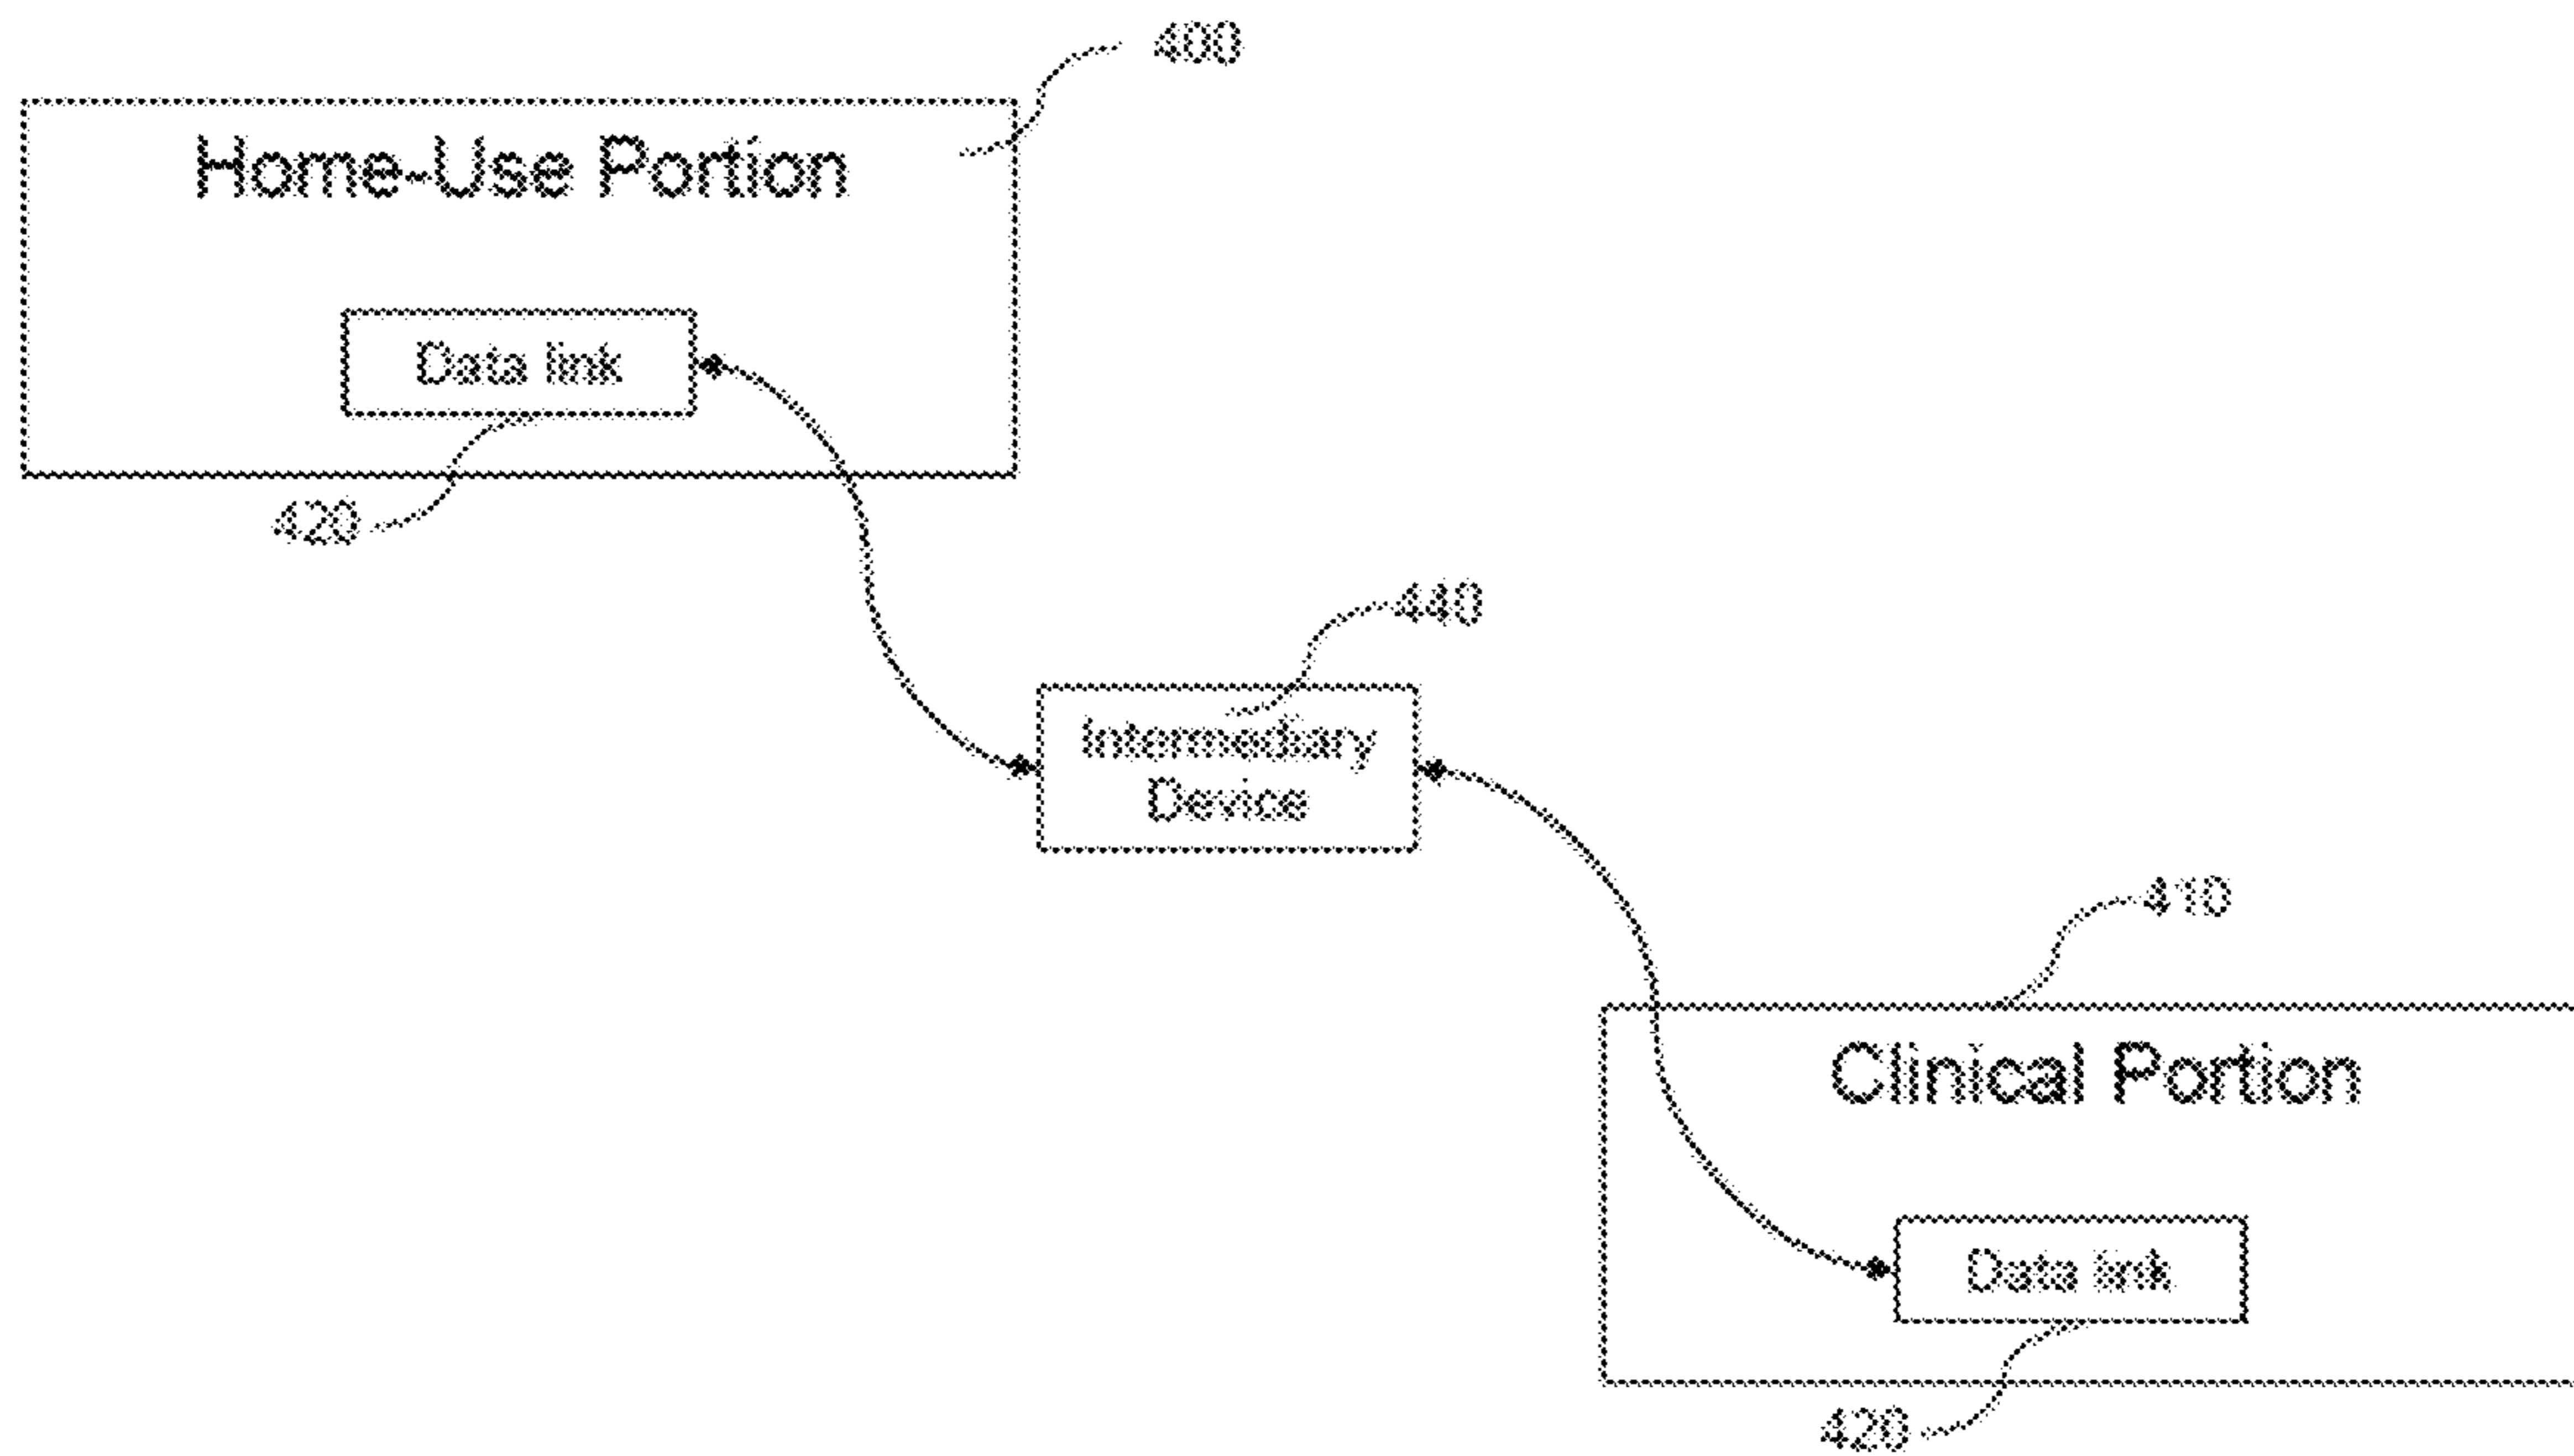 400
Home-Use Portion
Data link
420
440
Intermediary
Device
410
Clinical Portion
Data link
420